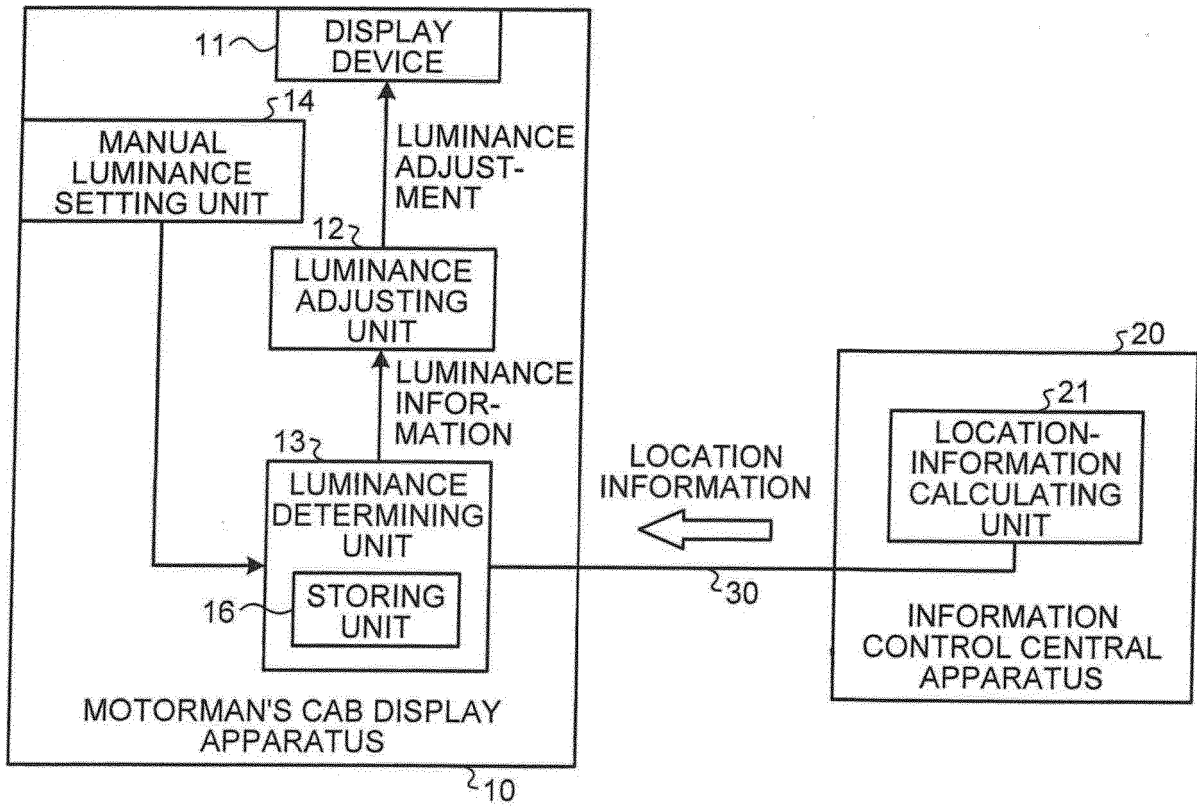 DISPLAY
DEVICE
11
14
MANUAL
LUMINANCE
SETTING UNIT
LUMINANCE
ADJUST-
MENT
12
LUMINANCE
ADJUSTING
UNIT
LUMINANCE
INFOR-
MATION
13
LUMINANCE
DETERMINING
UNIT
16
STORING
UNIT
MOTORMAN'S CAB DISPLAY
APPARATUS
10
LOCATION
INFORMATION
30
20
21
LOCATION-
INFORMATION
CALCULATING
UNIT
INFORMATION
CONTROL CENTRAL
APPARATUS